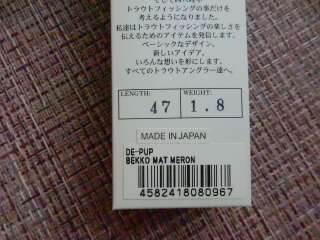 トラウトフィッシングの事だけを
考えるようになりました。
私達はトラウトフィッシングの楽しさを
伝えるためのアイテムを発信します。
ベーシックなデザイン。
新しいアイデア。
いろんな想いを形にします。
すべてのトラウトアングラー達へ。
LENGTH: WEIGHT:
47 1.8
MADE IN JAPAN
DE-PUP
BEKKO MAT MERON
4582418080967